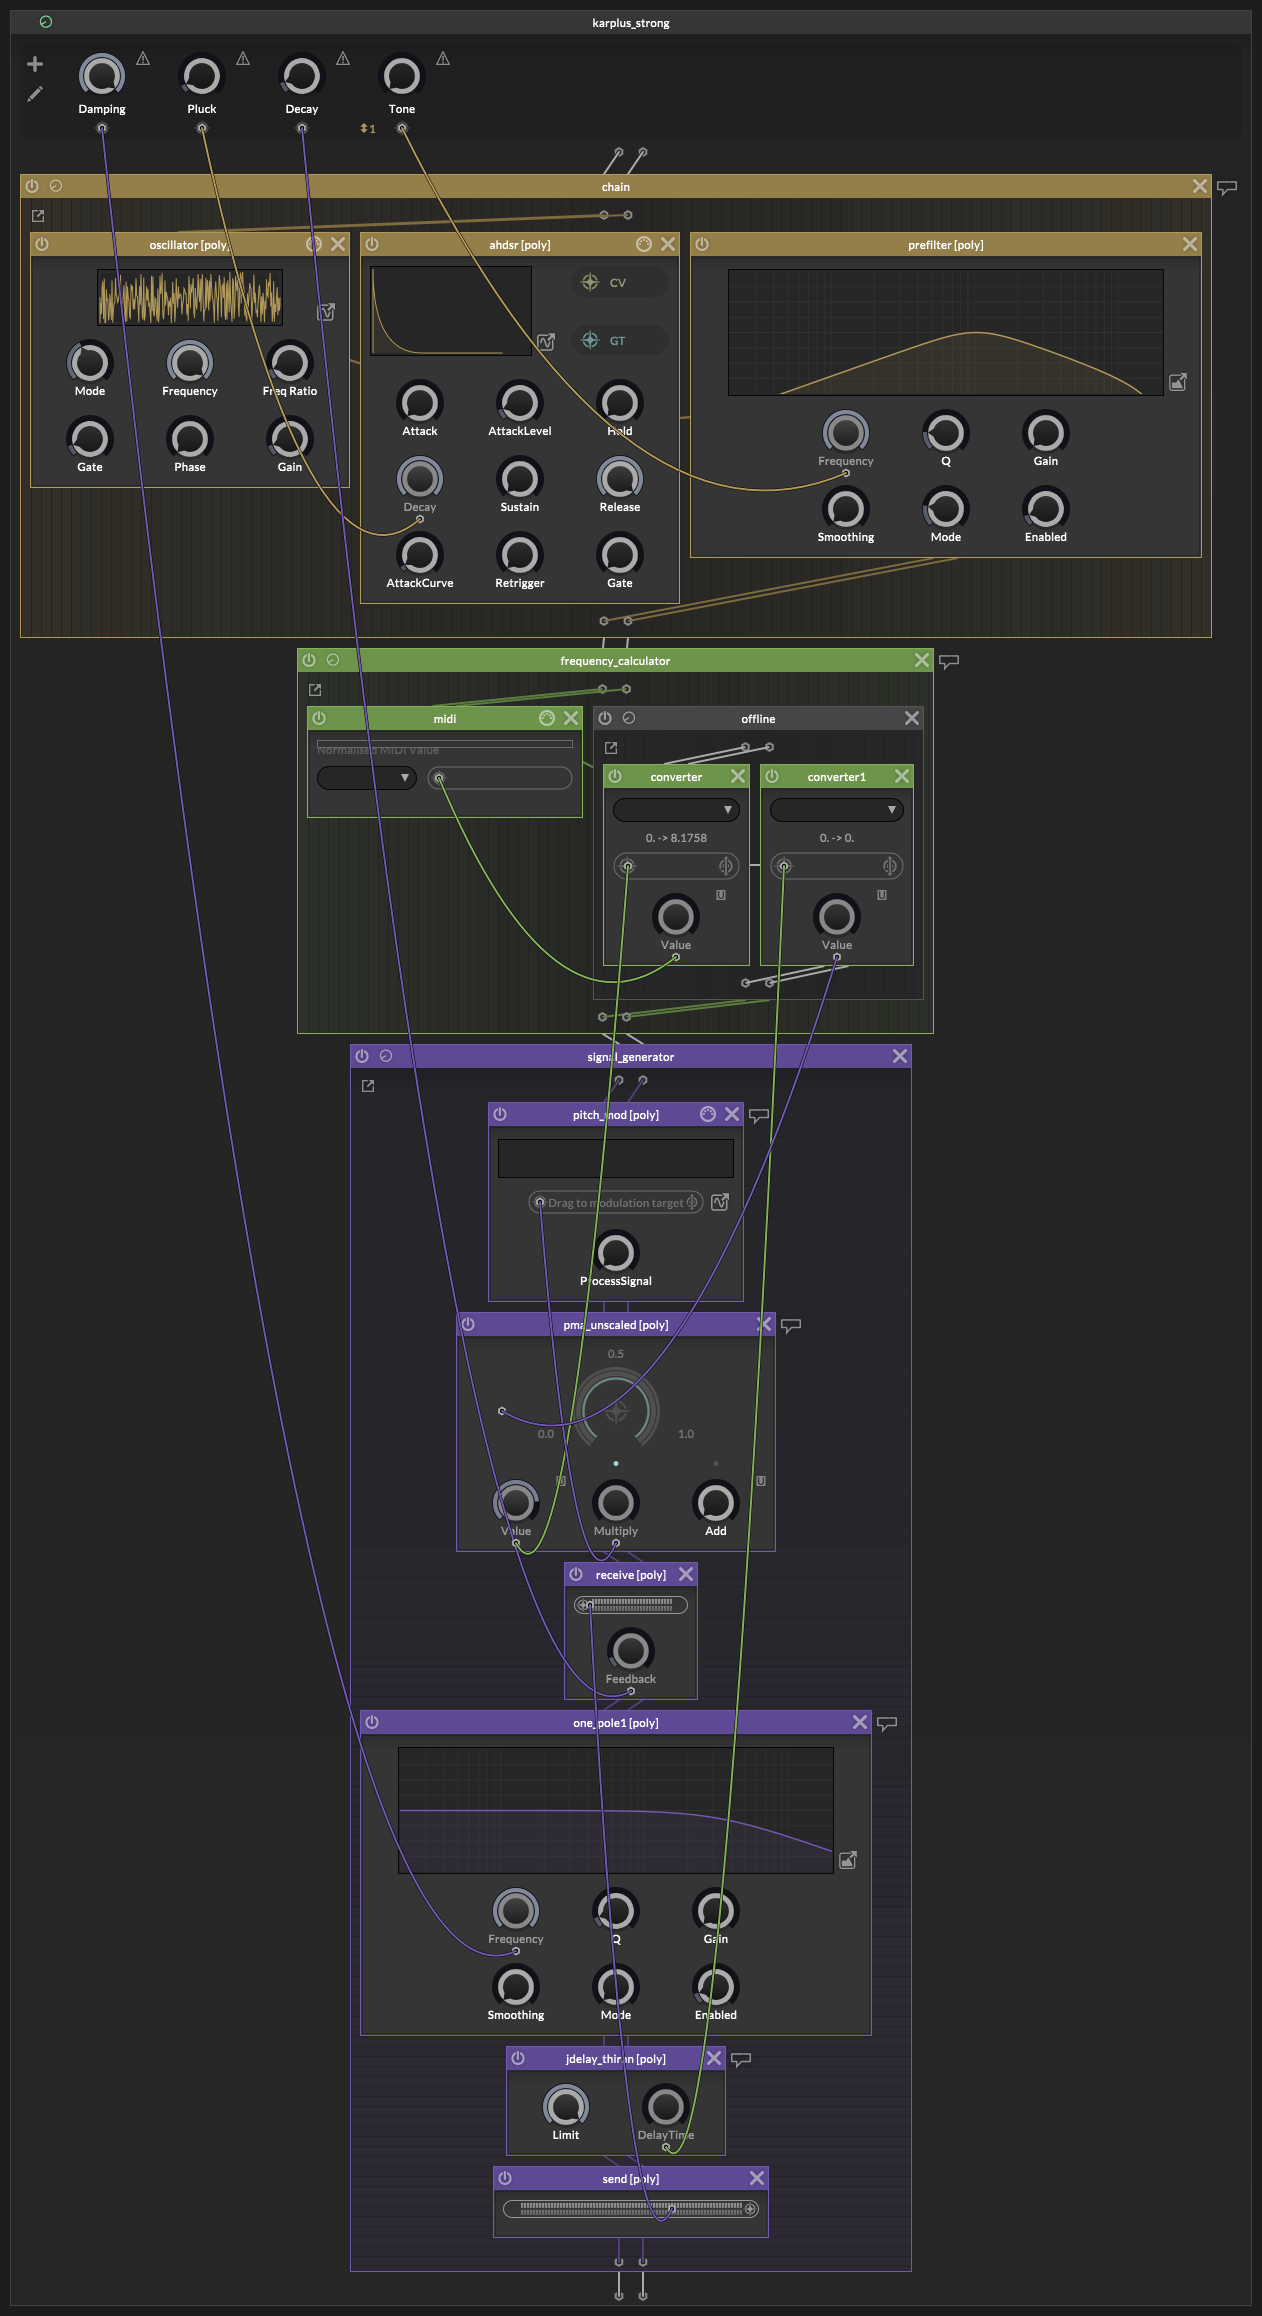 karplus_strong
Damping
Pluck
Decay
Tone
1
chain
oscillator [poly]
ahdsr [poly]
prefilter [poly]
CV
GT
Mode
Frequency
Freq Ratio
Gate
Phase
Gain
Attack
AttackLevel
Hold
Decay
Sustain
Release
AttackCurve
Retrigger
Gate
Frequency
Q
Gain
Smoothing
Mode
Enabled
frequency_calculator
midi
offline
Normalised MIDI Value
converter
converter1
0. -> 8.1758
0. -> 0.
Value
Value
signal_generator
pitch_mod [poly]
Drag to modulation target
ProcessSignal
pma_unscaled [poly]
0.5
0.0
1.0
Value
Multiply
Add
receive [poly]
Feedback
one_pole1 [poly]
Frequency
Q
Gain
Smoothing
Mode
Enabled
jdelay_thiran [poly]
Limit
DelayTime
send [poly]